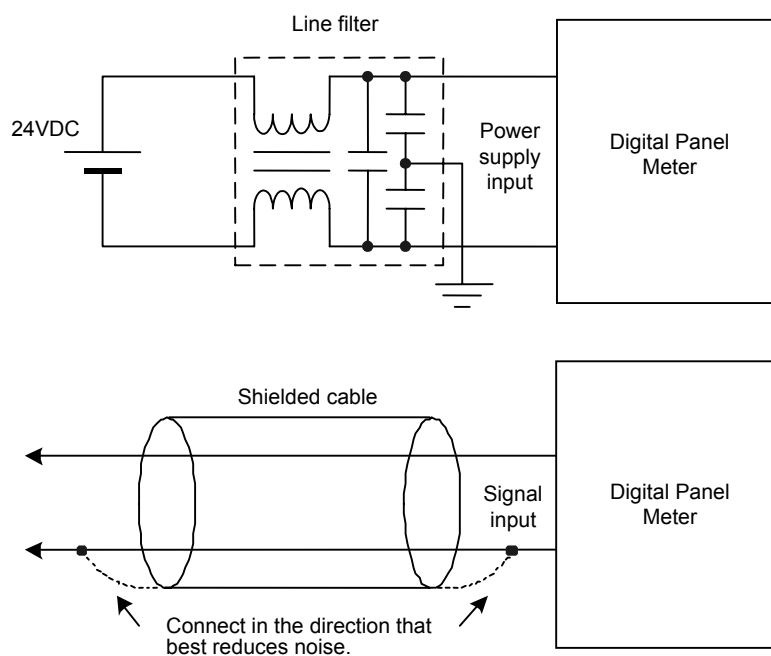 Line filter
24VDC
Power
supply
input
Digital Panel
Meter
Shielded cable
Signal
input
Digital Panel
Meter
Connect in the direction that
best reduces noise.